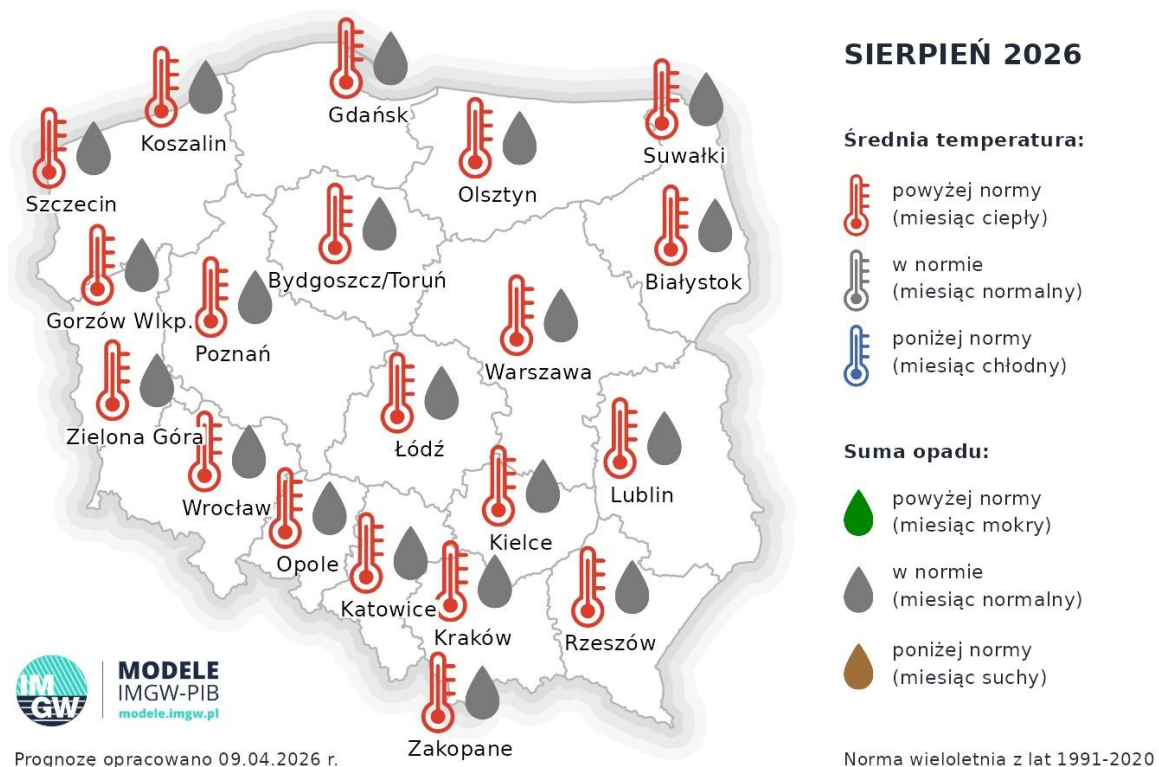 SIERPIEŃ 2026
Gdańsk
Koszalin
Suwałki
Olsztyn
Szczecin
Bydgoszcz/Toruń
Białystok
Gorzów Wlkp.
Poznań
Warszawa
Zielona Góra
Łódź
Lublin
Wrocław
Kielce
Opole
Katowice
Kraków
Rzeszów
Zakopane
Średnia temperatura:
powyżej normy
(miesiąc ciepły)
w normie
(miesiąc normalny)
poniżej normy
(miesiąc chłodny)
Suma opadu:
powyżej normy
(miesiąc mokry)
w normie
(miesiąc normalny)
poniżej normy
(miesiąc suchy)
IM
GW
MODELE
IMGW-PIB
modele.imgw.pl
Prognozę opracowano 09.04.2026 r.
Norma wieloletnia z lat 1991-2020